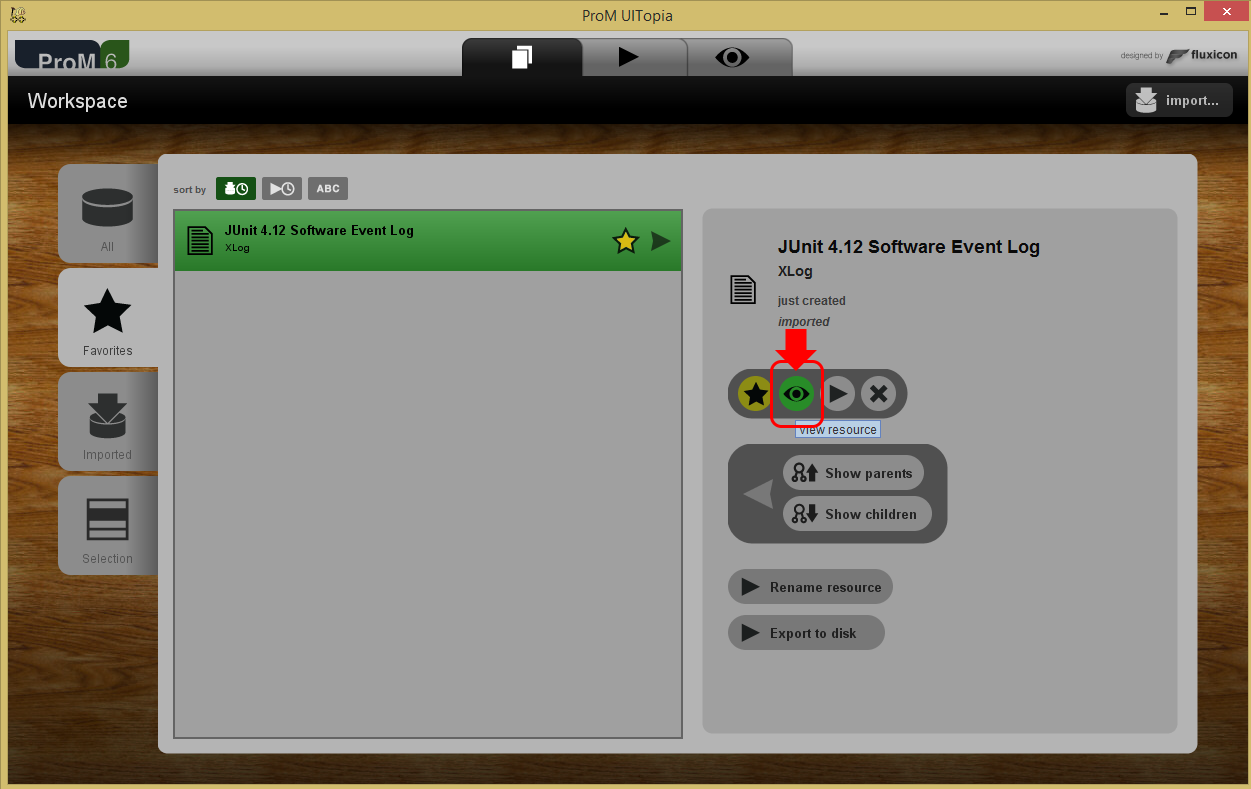 ProM UITopia
ProM 6
designed by fluxicon
Workspace
import...
All
Favorites
Imported
Selection
sort by
ABC
JUnit 4.12 Software Event Log
XLog
JUnit 4.12 Software Event Log
XLog
just created
imported
View resource
Show parents
Show children
Rename resource
Export to disk